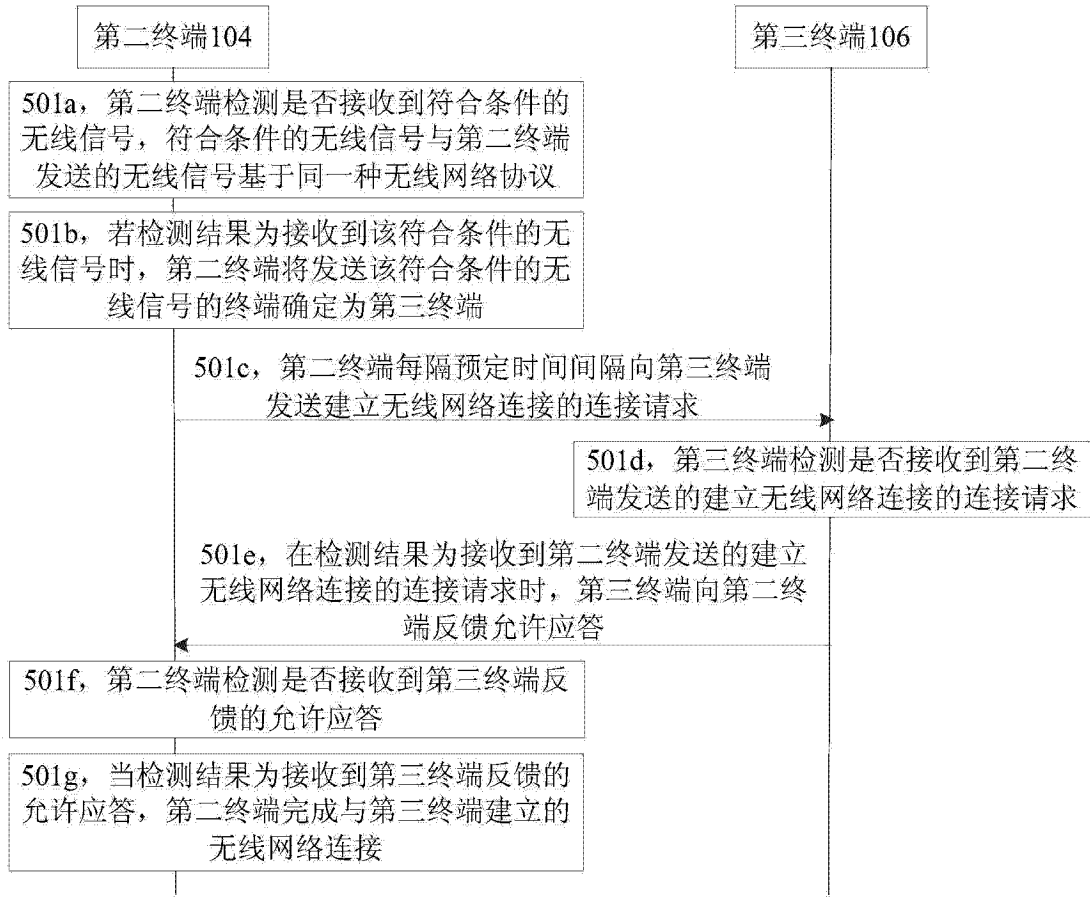 第二终端104
第三终端106
501a，第二终端检测是否接收到符合条件的
无线信号，符合条件的无线信号与第二终端
发送的无线信号基于同一种无线网络协议
501b，若检测结果为接收到该符合条件的无
线信号时，第二终端将发送该符合条件的无
线信号的终端确定为第三终端
501c，第二终端每隔预定时间间隔向第三终端
发送建立无线网络连接的连接请求
501d，第三终端检测是否接收到第二终
端发送的建立无线网络连接的连接请求
501e，在检测结果为接收到第二终端发送的建立
无线网络连接的连接请求时，第三终端向第二终
端反馈允许应答
501f，第二终端检测是否接收到第三终端反
馈的允许应答
501g，当检测结果为接收到第三终端反馈的
允许应答，第二终端完成与第三终端建立的
无线网络连接